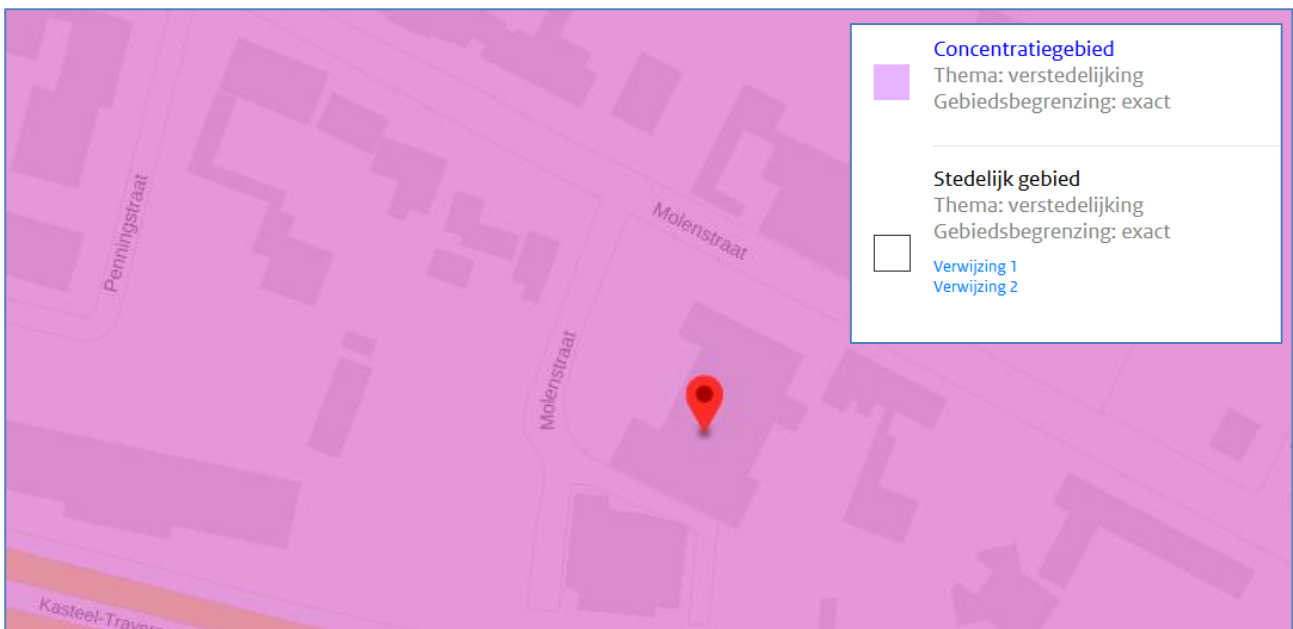 Concentratiegebied
Thema: verstedelijking
Gebiedsbegrenzing: exact
Stedelijk gebied
Thema: verstedelijking
Gebiedsbegrenzing: exact
Verwijzing 1
Verwijzing 2
Penningstraat
Molenstraat
Molenstraat